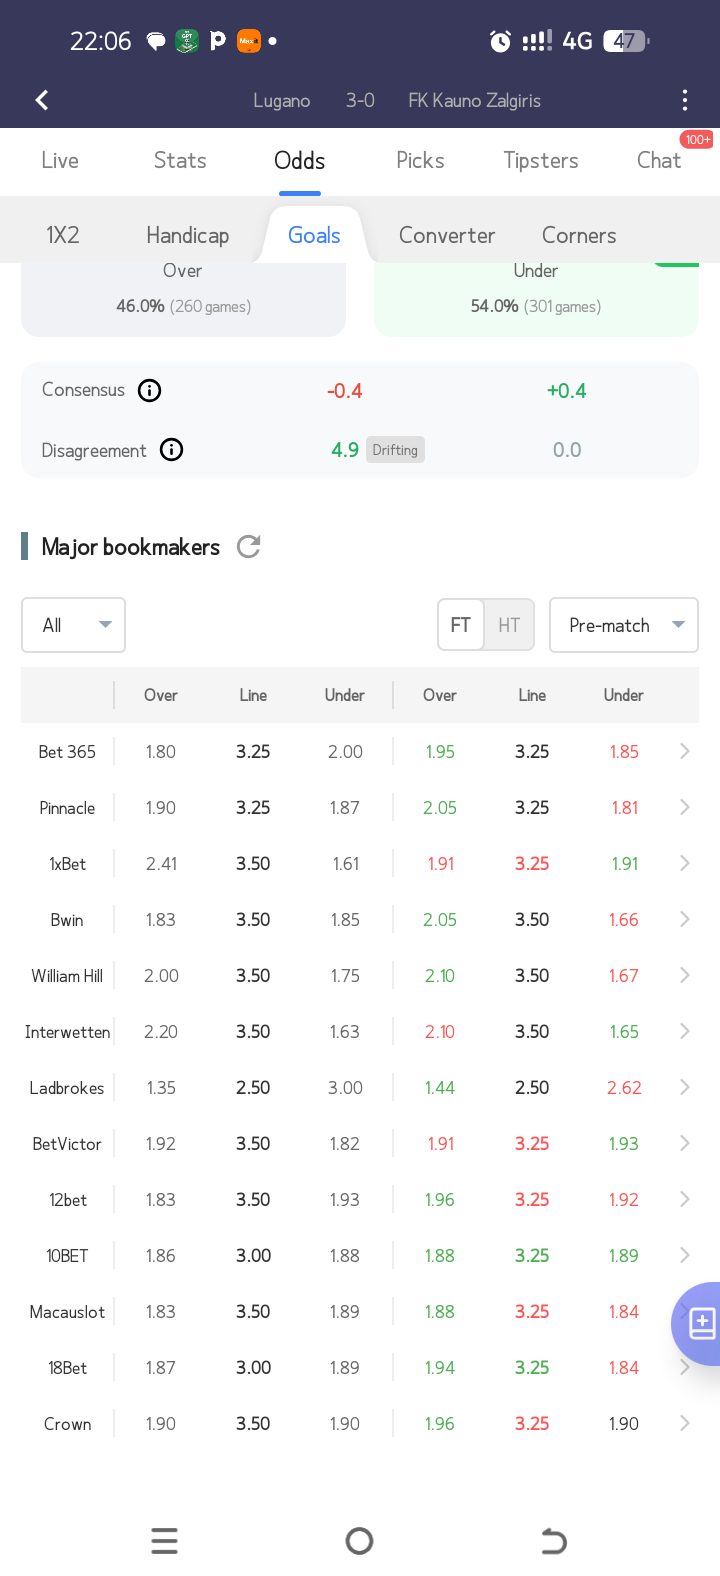 22:06 4G 47
Lugano 3-0 FK Kauno Zalgiris
100+
Live Stats Odds Picks Tipsters Chat
1X2 Handicap Goals Converter Corners
Over Under
46.0% (260 games) 54.0% (301 games)
Consensus -0.4 +0.4
Disagreement 4.9 Drifting 0.0
Major bookmakers
All FT HT Pre-match
Over Line Under Over Line Under
Bet 365 1.80 3.25 2.00 1.95 3.25 1.85
Pinnacle 1.90 3.25 1.87 2.05 3.25 1.81
1xBet 2.41 3.50 1.61 1.91 3.25 1.91
Bwin 1.83 3.50 1.85 2.05 3.50 1.66
William Hill 2.00 3.50 1.75 2.10 3.50 1.67
Interwetten 2.20 3.50 1.63 2.10 3.50 1.65
Ladbrokes 1.35 2.50 3.00 1.44 2.50 2.62
BetVictor 1.92 3.50 1.82 1.91 3.25 1.93
12bet 1.83 3.50 1.93 1.96 3.25 1.92
10BET 1.86 3.00 1.88 1.88 3.25 1.89
Macauslot 1.83 3.50 1.89 1.88 3.25 1.84
18Bet 1.87 3.00 1.89 1.94 3.25 1.84
Crown 1.90 3.50 1.90 1.96 3.25 1.90